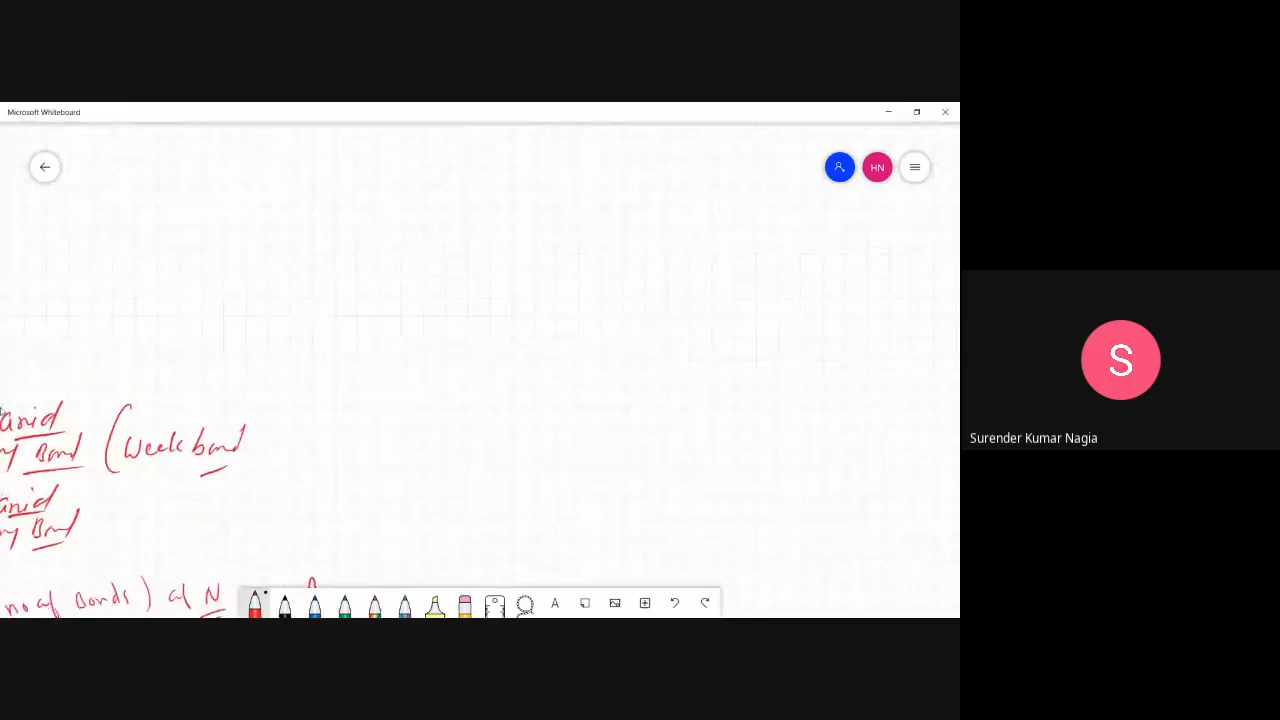 Microsoft Whiteboard
HN
anid
Bond (Week bond
anid
Bond
no of Bonds) of N
A
S
Surender Kumar Nagia